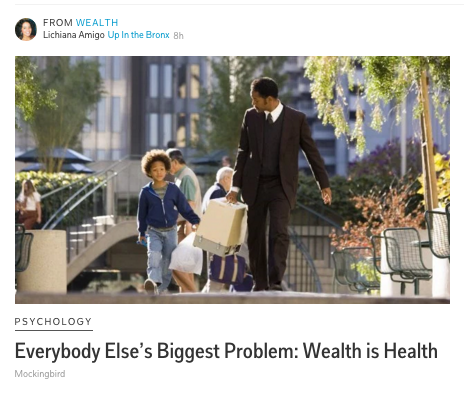 FROM WEALTH
Lichiana Amigo Up In the Bronx 8h
PSYCHOLOGY
Everybody Else's Biggest Problem: Wealth is Health
Mockingbird